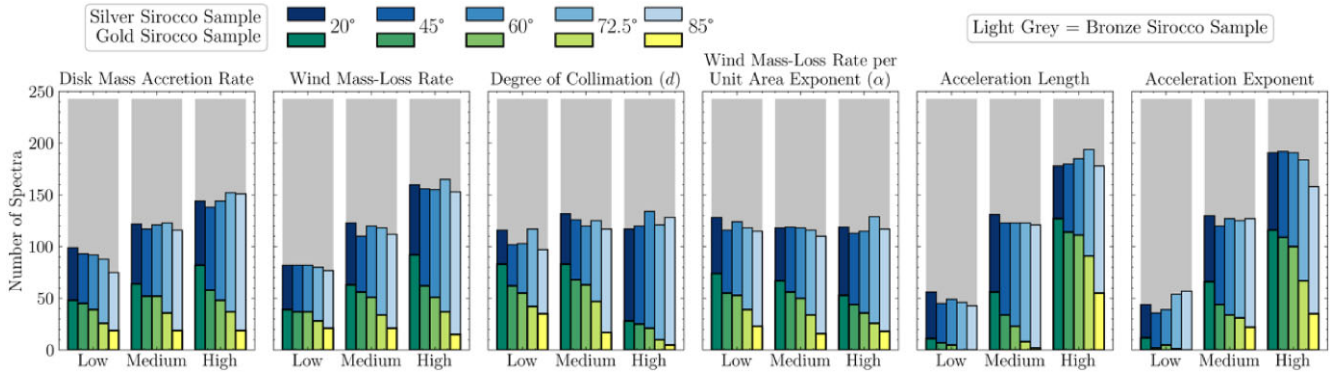 Silver Sirocco Sample
Gold Sirocco Sample
20° 45° 60° 72.5° 85°
Light Grey = Bronze Sirocco Sample
Disk Mass Accretion Rate
Wind Mass-Loss Rate
Degree of Collimation (d)
Wind Mass-Loss Rate per
Unit Area Exponent (α)
Acceleration Length
Acceleration Exponent
Number of Spectra
250
200
150
100
50
0
Low Medium High
Low Medium High
Low Medium High
Low Medium High
Low Medium High
Low Medium High